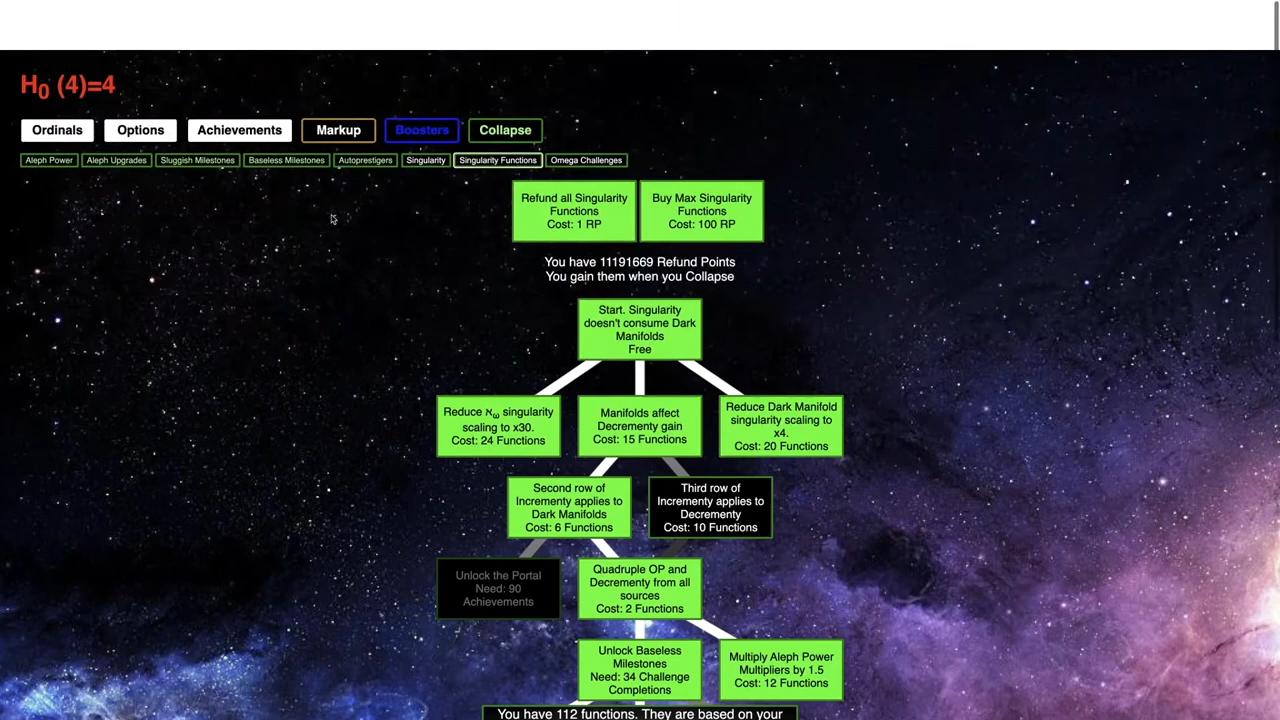 H₀ (4)=4
Ordinals Options Achievements Markup Boosters Collapse
Aleph Power Aleph Upgrades Sluggish Milestones Baseless Milestones Autoprestigers Singularity Singularity Functions Omega Challenges
Refund all Singularity
Functions
Cost: 1 RP
Buy Max Singularity
Functions
Cost: 100 RP
You have 11191669 Refund Points
You gain them when you Collapse
Start. Singularity
doesn't consume Dark
Manifolds
Free
Reduce ℵω singularity
scaling to x30.
Cost: 24 Functions
Manifolds affect
Decrementy gain
Cost: 15 Functions
Reduce Dark Manifold
singularity scaling to
x4.
Cost: 20 Functions
Second row of
Incrementy applies to
Dark Manifolds
Cost: 6 Functions
Third row of
Incrementy applies to
Decrementy
Cost: 10 Functions
Unlock the Portal
Need: 90
Achievements
Quadruple OP and
Decrementy from all
sources
Cost: 2 Functions
Unlock Baseless
Milestones
Need: 34 Challenge
Completions
Multiply Aleph Power
Multipliers by 1.5
Cost: 12 Functions
You have 112 functions. They are based on your